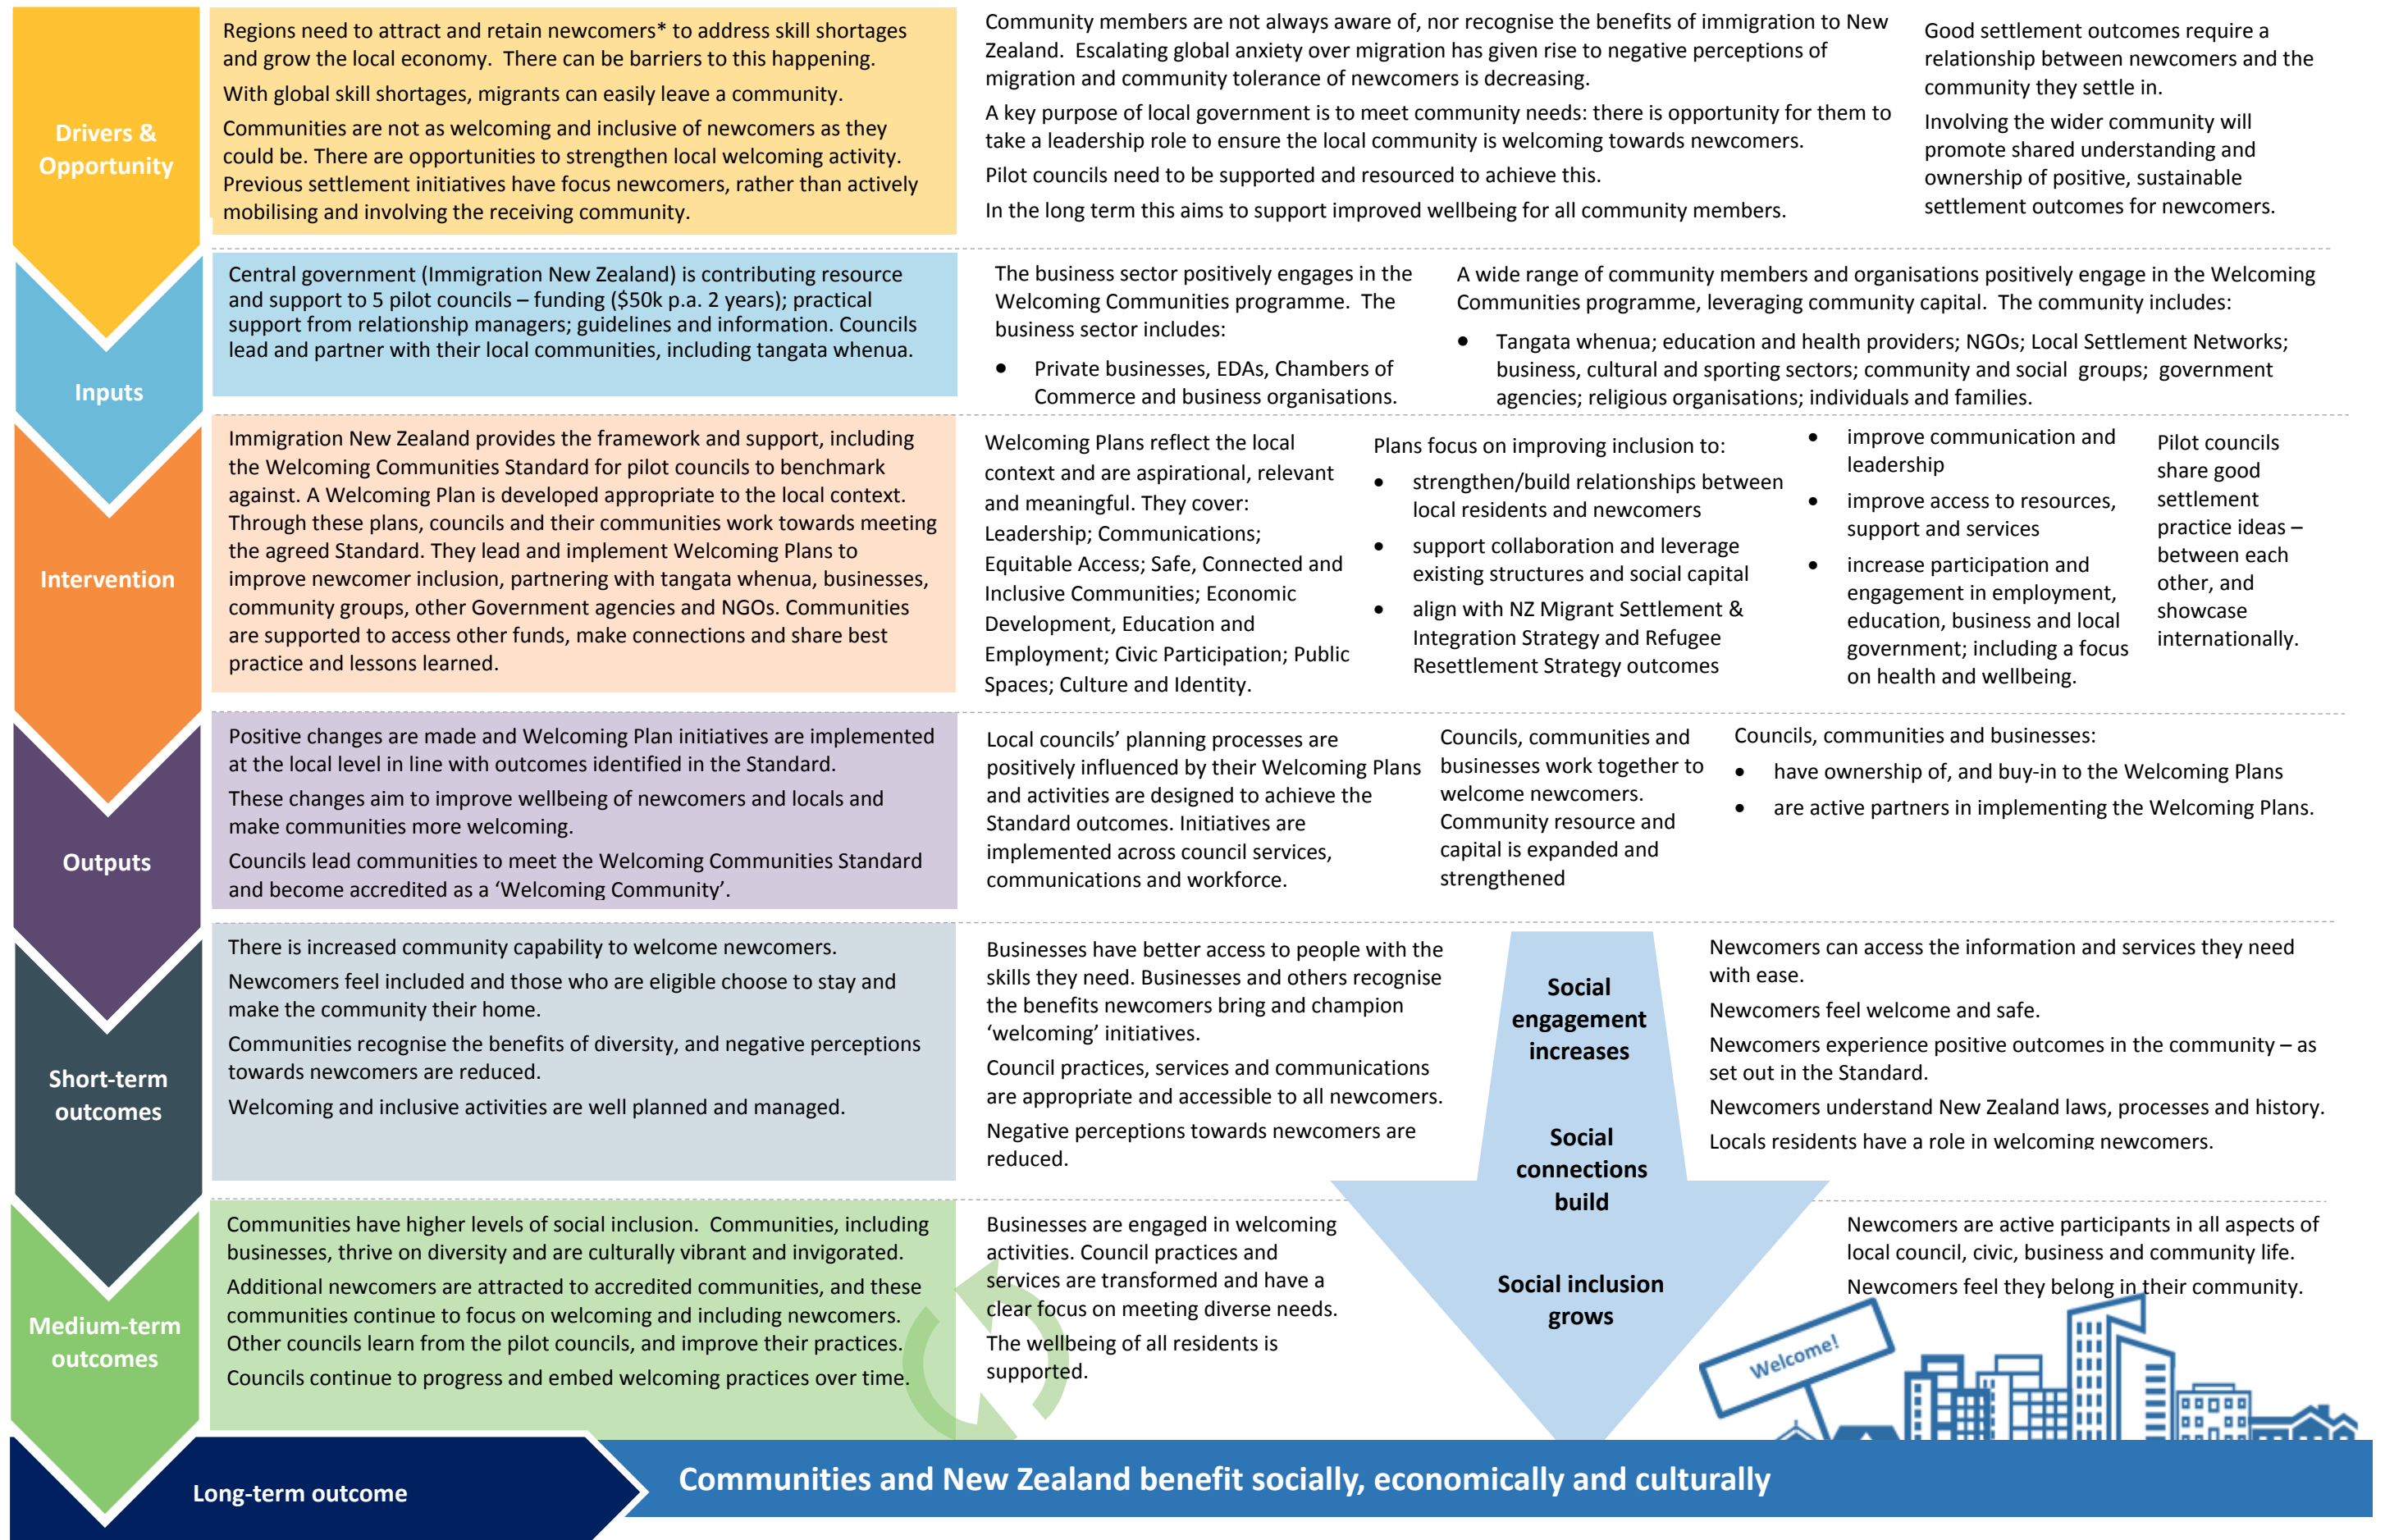 Drivers &
Opportunity
Regions need to attract and retain newcomers* to address skill shortages
and grow the local economy.  There can be barriers to this happening.
With global skill shortages, migrants can easily leave a community.
Communities are not as welcoming and inclusive of newcomers as they
could be. There are opportunities to strengthen local welcoming activity.
Previous settlement initiatives have focus newcomers, rather than actively
mobilising and involving the receiving community.
Community members are not always aware of, nor recognise the benefits of immigration to New
Zealand.  Escalating global anxiety over migration has given rise to negative perceptions of
migration and community tolerance of newcomers is decreasing.
A key purpose of local government is to meet community needs: there is opportunity for them to
take a leadership role to ensure the local community is welcoming towards newcomers.
Pilot councils need to be supported and resourced to achieve this.
In the long term this aims to support improved wellbeing for all community members.
Good settlement outcomes require a
relationship between newcomers and the
community they settle in.
Involving the wider community will
promote shared understanding and
ownership of positive, sustainable
settlement outcomes for newcomers.
Inputs
Central government (Immigration New Zealand) is contributing resource
and support to 5 pilot councils – funding ($50k p.a. 2 years); practical
support from relationship managers; guidelines and information. Councils
lead and partner with their local communities, including tangata whenua.
The business sector positively engages in the
Welcoming Communities programme.  The
business sector includes:
• Private businesses, EDAs, Chambers of
Commerce and business organisations.
A wide range of community members and organisations positively engage in the Welcoming
Communities programme, leveraging community capital.  The community includes:
• Tangata whenua; education and health providers; NGOs; Local Settlement Networks;
business, cultural and sporting sectors; community and social  groups;  government
agencies; religious organisations; individuals and families.
Intervention
Immigration New Zealand provides the framework and support, including
the Welcoming Communities Standard for pilot councils to benchmark
against. A Welcoming Plan is developed appropriate to the local context.
Through these plans, councils and their communities work towards meeting
the agreed Standard. They lead and implement Welcoming Plans to
improve newcomer inclusion, partnering with tangata whenua, businesses,
community groups, other Government agencies and NGOs. Communities
are supported to access other funds, make connections and share best
practice and lessons learned.
Welcoming Plans reflect the local
context and are aspirational, relevant
and meaningful. They cover:
Leadership; Communications;
Equitable Access; Safe, Connected and
Inclusive Communities; Economic
Development, Education and
Employment; Civic Participation; Public
Spaces; Culture and Identity.
Plans focus on improving inclusion to:
• strengthen/build relationships between
local residents and newcomers
• support collaboration and leverage
existing structures and social capital
• align with NZ Migrant Settlement &
Integration Strategy and Refugee
Resettlement Strategy outcomes
• improve communication and
leadership
• improve access to resources,
support and services
• increase participation and
engagement in employment,
education, business and local
government; including a focus
on health and wellbeing.
Pilot councils
share good
settlement
practice ideas –
between each
other, and
showcase
internationally.
Outputs
Positive changes are made and Welcoming Plan initiatives are implemented
at the local level in line with outcomes identified in the Standard.
These changes aim to improve wellbeing of newcomers and locals and
make communities more welcoming.
Councils lead communities to meet the Welcoming Communities Standard
and become accredited as a ‘Welcoming Community’.
Local councils’ planning processes are
positively influenced by their Welcoming Plans
and activities are designed to achieve the
Standard outcomes. Initiatives are
implemented across council services,
communications and workforce.
Councils, communities and
businesses work together to
welcome newcomers.
Community resource and
capital is expanded and
strengthened
Councils, communities and businesses:
• have ownership of, and buy-in to the Welcoming Plans
• are active partners in implementing the Welcoming Plans.
Short-term
outcomes
There is increased community capability to welcome newcomers.
Newcomers feel included and those who are eligible choose to stay and
make the community their home.
Communities recognise the benefits of diversity, and negative perceptions
towards newcomers are reduced.
Welcoming and inclusive activities are well planned and managed.
Businesses have better access to people with the
skills they need. Businesses and others recognise
the benefits newcomers bring and champion
‘welcoming’ initiatives.
Council practices, services and communications
are appropriate and accessible to all newcomers.
Negative perceptions towards newcomers are
reduced.
Social
engagement
increases
Social
connections
build
Social inclusion
grows
Newcomers can access the information and services they need
with ease.
Newcomers feel welcome and safe.
Newcomers experience positive outcomes in the community – as
set out in the Standard.
Newcomers understand New Zealand laws, processes and history.
Locals residents have a role in welcoming newcomers.
Medium-term
outcomes
Communities have higher levels of social inclusion.  Communities, including
businesses, thrive on diversity and are culturally vibrant and invigorated.
Additional newcomers are attracted to accredited communities, and these
communities continue to focus on welcoming and including newcomers.
Other councils learn from the pilot councils, and improve their practices.
Councils continue to progress and embed welcoming practices over time.
Businesses are engaged in welcoming
activities. Council practices and
services are transformed and have a
clear focus on meeting diverse needs.
The wellbeing of all residents is
supported.
Newcomers are active participants in all aspects of
local council, civic, business and community life.
Newcomers feel they belong in their community.
Welcome!
Long-term outcome
Communities and New Zealand benefit socially, economically and culturally